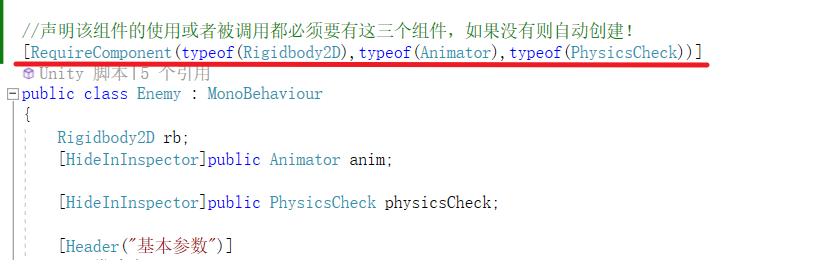 //声明该组件的使用或者被调用都必须要有这三个组件，如果没有则自动创建！
[RequireComponent(typeof(Rigidbody2D),typeof(Animator),typeof(PhysicsCheck))]
Unity 脚本|5 个引用
public class Enemy : MonoBehaviour
{
Rigidbody2D rb;
[HideInInspector]public Animator anim;
[HideInInspector]public PhysicsCheck physicsCheck;
[Header("基本参数")]